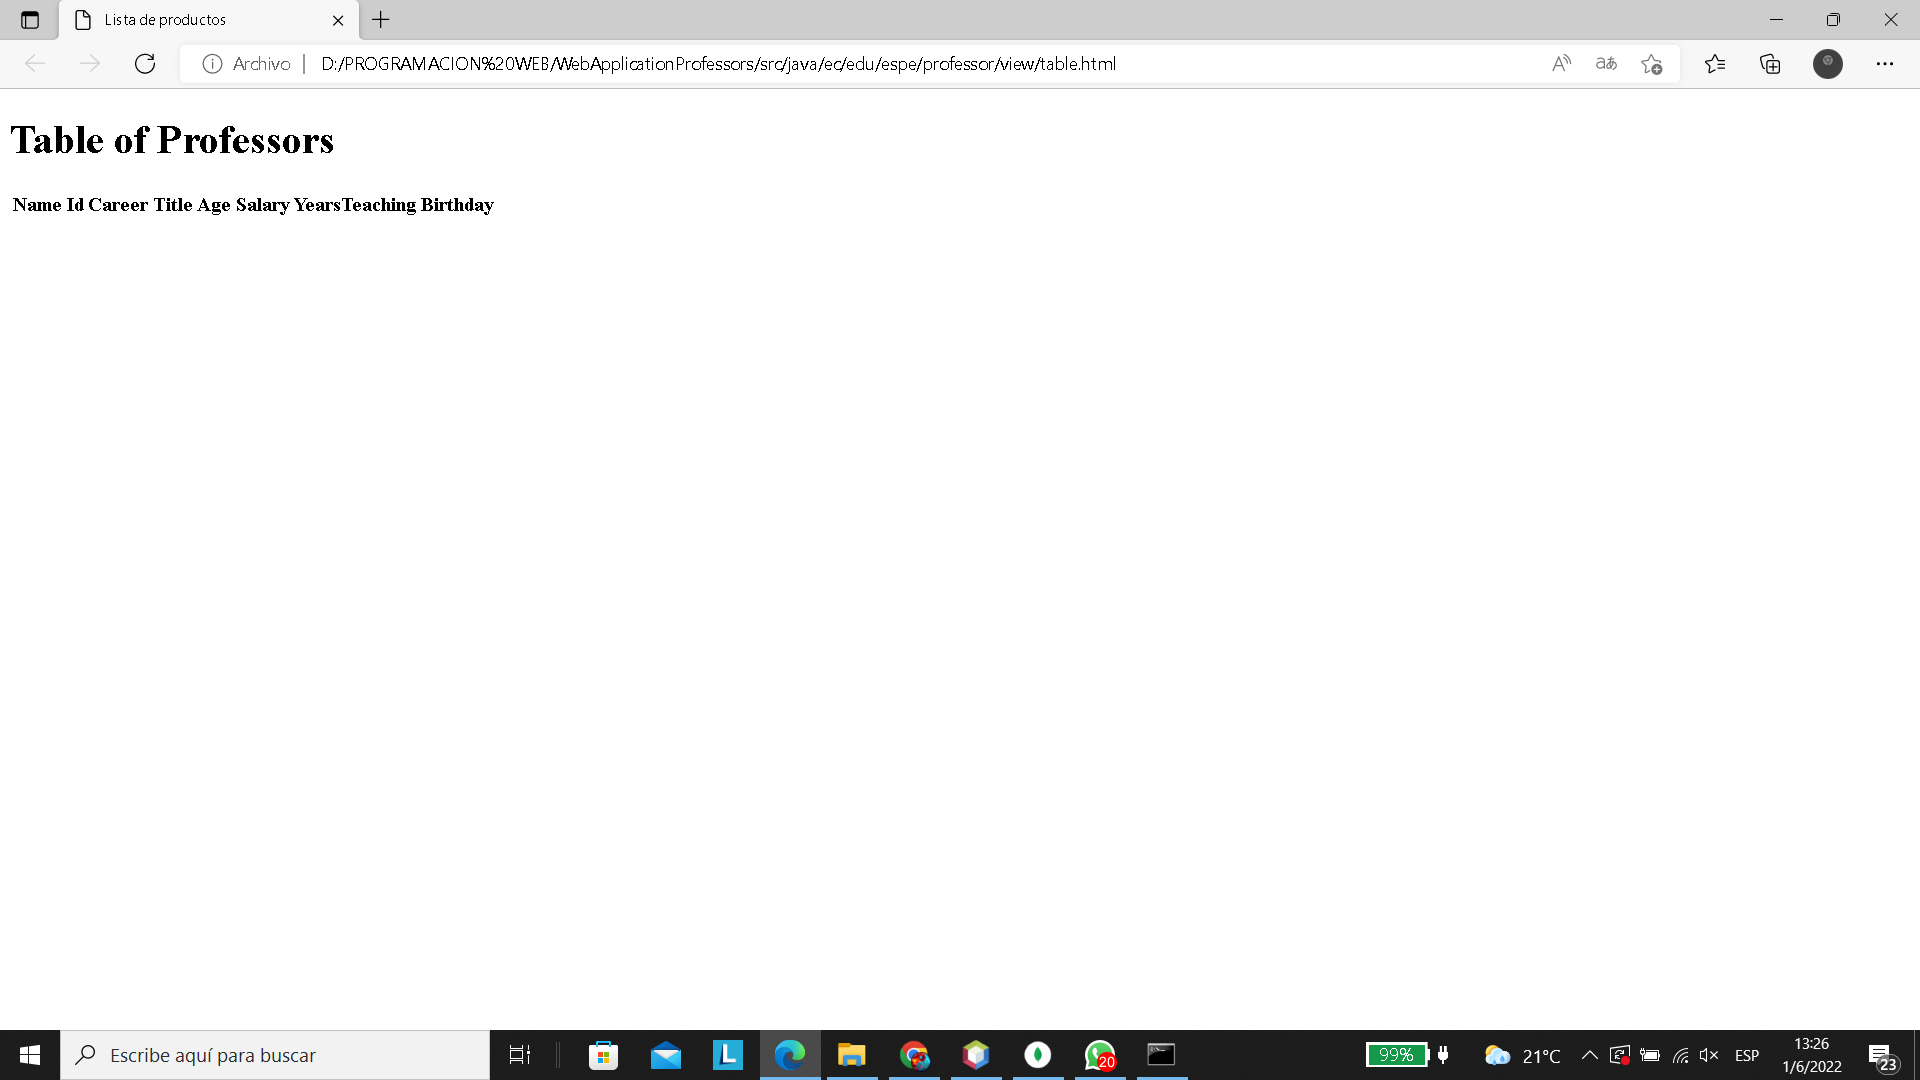 Lista de productos
Archivo D:/PROGRAMACION%20WEB/WebApplicationProfessors/src/java/ec/edu/espe/professor/view/table.html
Table of Professors
Name Id Career Title Age Salary YearsTeaching Birthday
Escribe aquí para buscar
L
20
99%
21°C
ESP
13:26
1/6/2022
23